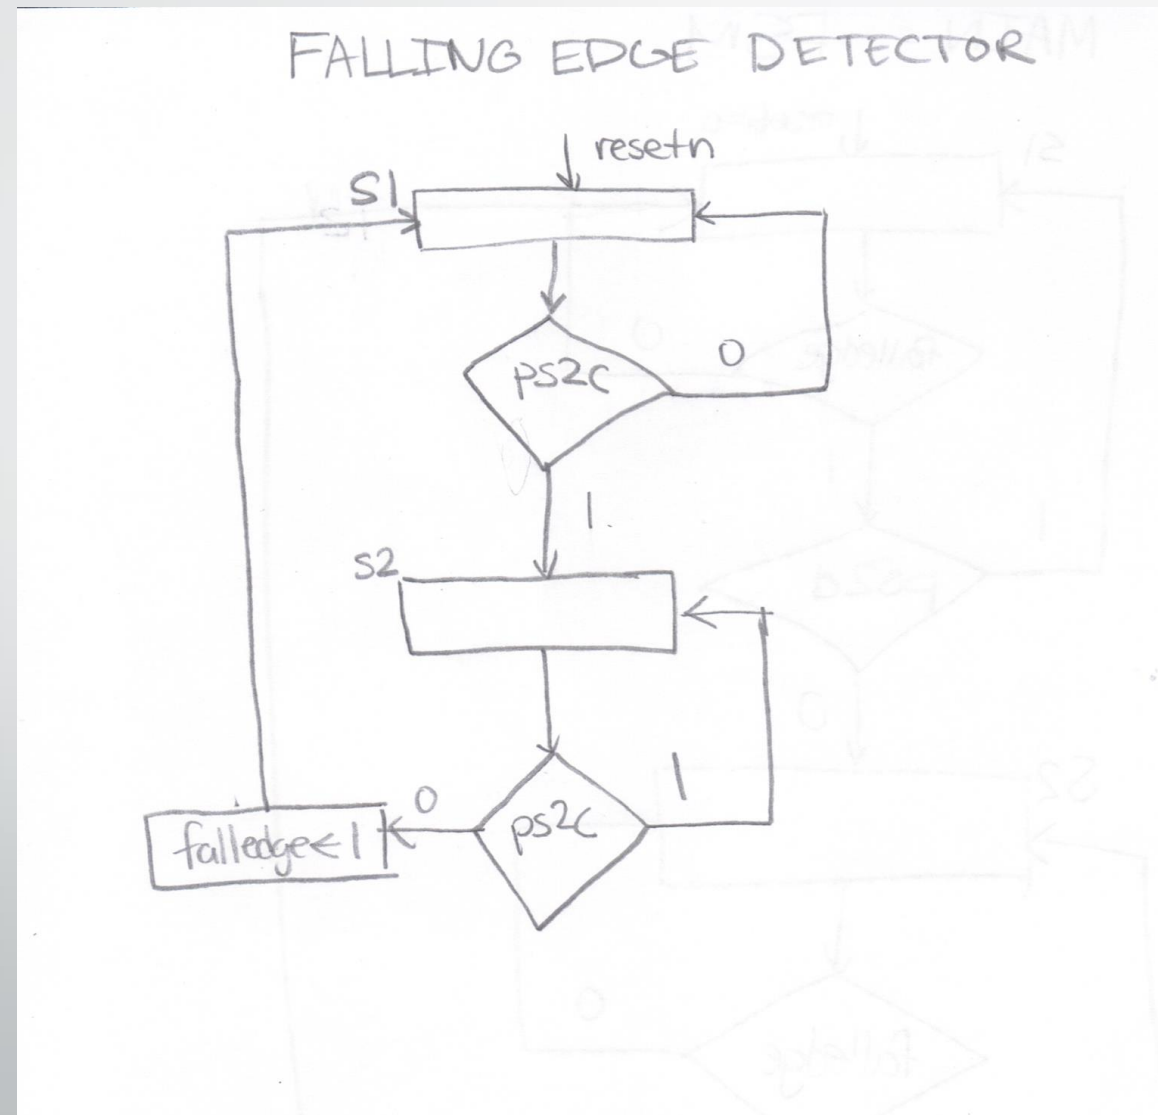 FALLING EDGE DETECTOR
resetn
S1
ps2c
0
1.
S2
ps2c
1
0
falledge<1